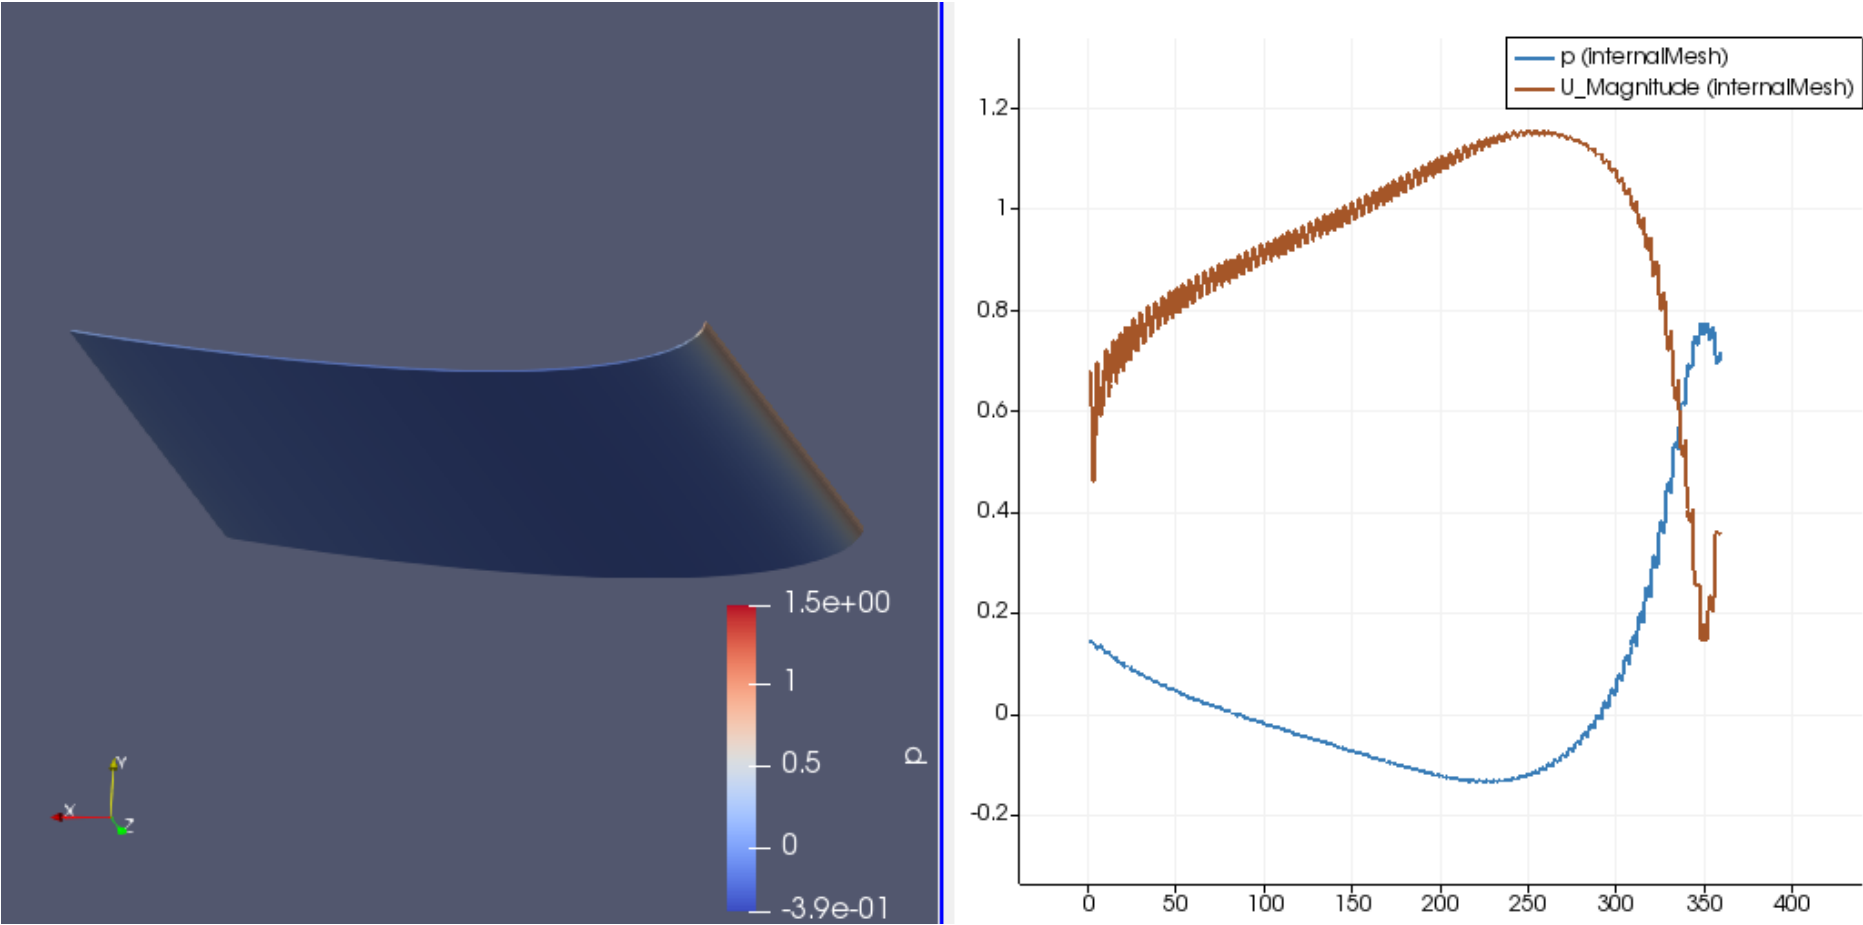 1.5e+00
1
0.5
0
-3.9e-01
p
Y
X
Z
p (internalMesh)
U_Magnitude (internalMesh)
1.2
1
0.8
0.6
0.4
0.2
0
-0.2
0 50 100 150 200 250 300 350 400